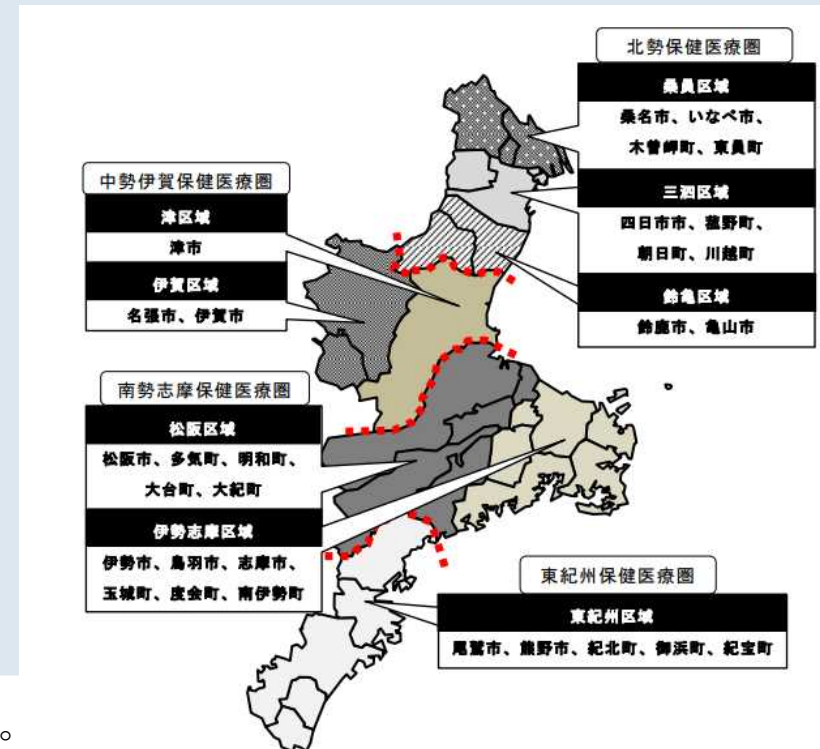 北勢保健医療圏
桑員区域
桑名市、いなべ市、
木曽岬町、東員町
三泗区域
四日市市、菰野町、
朝日町、川越町
鈴亀区域
鈴鹿市、亀山市
中勢伊賀保健医療圏
津区域
津市
伊賀区域
名張市、伊賀市
南勢志摩保健医療圏
松阪区域
松阪市、多気町、明和町、
大台町、大紀町
伊勢志摩区域
伊勢市、鳥羽市、志摩市、
玉城町、度会町、南伊勢町
東紀州保健医療圏
東紀州区域
尾鷲市、熊野市、紀北町、御浜町、紀宝町
。